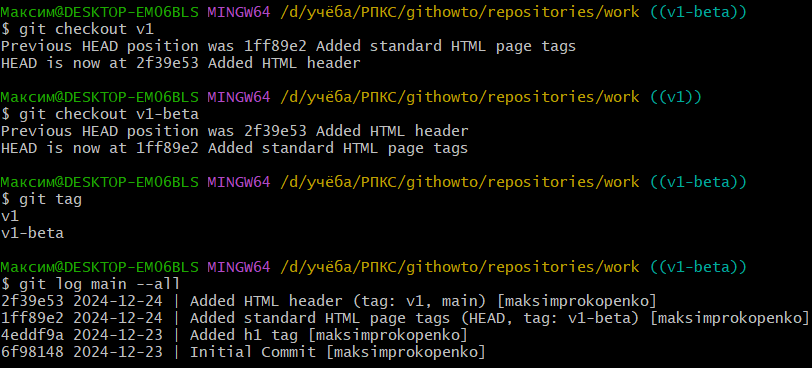 Максим@DESKTOP-EM06BLS MINGW64 /d/учёба/РПКС/githowto/repositories/work ((v1-beta))
$ git checkout v1
Previous HEAD position was 1ff89e2 Added standard HTML page tags
HEAD is now at 2f39e53 Added HTML header
Максим@DESKTOP-EM06BLS MINGW64 /d/учёба/РПКС/githowto/repositories/work ((v1))
$ git checkout v1-beta
Previous HEAD position was 2f39e53 Added HTML header
HEAD is now at 1ff89e2 Added standard HTML page tags
Максим@DESKTOP-EM06BLS MINGW64 /d/учёба/РПКС/githowto/repositories/work ((v1-beta))
$ git tag
v1
v1-beta
Максим@DESKTOP-EM06BLS MINGW64 /d/учёба/РПКС/githowto/repositories/work ((v1-beta))
$ git log main --all
2f39e53 2024-12-24 | Added HTML header (tag: v1, main) [maksimprokopenko]
1ff89e2 2024-12-24 | Added standard HTML page tags (HEAD, tag: v1-beta) [maksimprokopenko]
4eddf9a 2024-12-23 | Added h1 tag [maksimprokopenko]
6f98148 2024-12-23 | Initial Commit [maksimprokopenko]